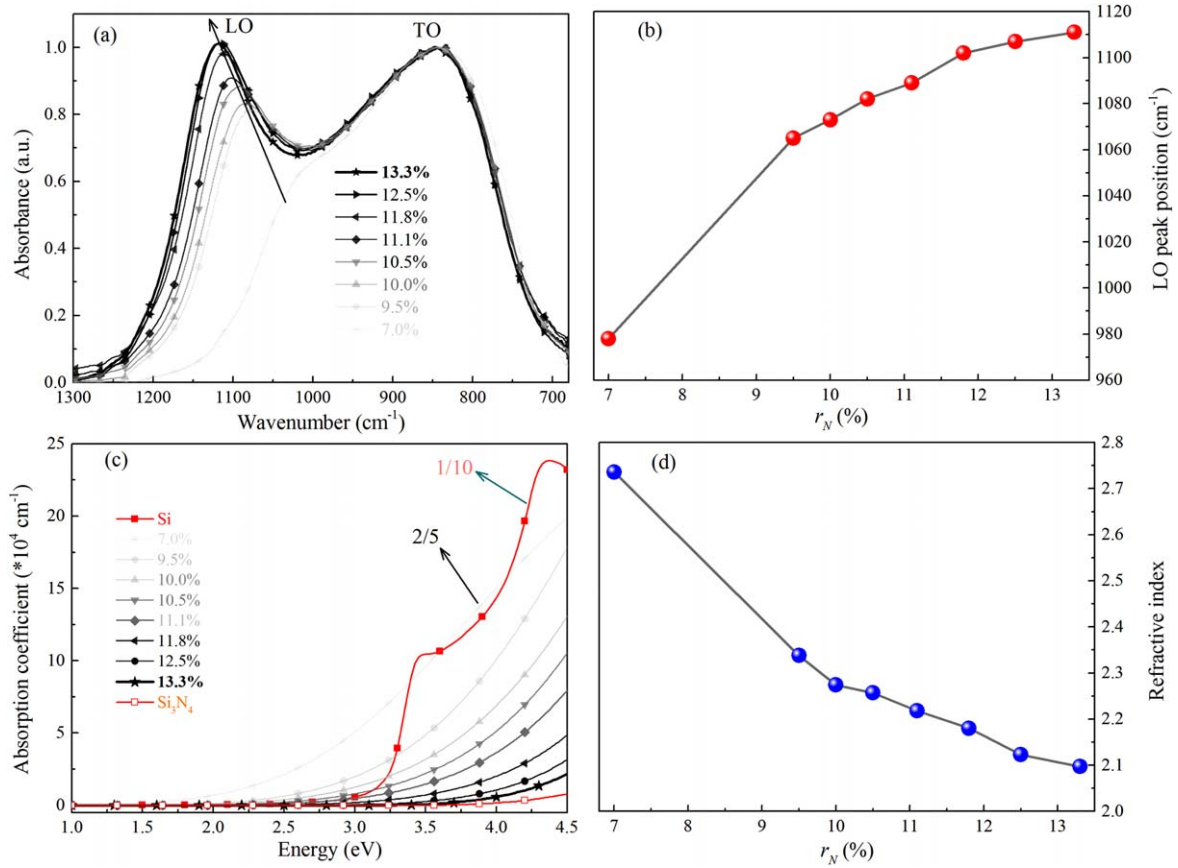 (a)
LO
TO
Absorbance (a.u.)
1.0
0.8
0.6
0.4
0.2
0.0
13.3%
12.5%
11.8%
11.1%
10.5%
10.0%
9.5%
7.0%
1300 1200 1100 1000 900 800 700
Wavenumber (cm⁻¹)
(b)
1120
1100
1080
1060
1040
1020
1000
980
960
LO peak position (cm⁻¹)
7 8 9 10 11 12 13
r_N (%)
(c)
Absorption coefficient (*10⁴ cm⁻¹)
25
20
15
10
5
0
1/10
2/5
Si
7.0%
9.5%
10.0%
10.5%
11.1%
11.8%
12.5%
13.3%
Si₃N₄
1.0 1.5 2.0 2.5 3.0 3.5 4.0 4.5
Energy (eV)
(d)
2.8
2.7
2.6
2.5
2.4
2.3
2.2
2.1
2.0
Refractive index
7 8 9 10 11 12 13
r_N (%)